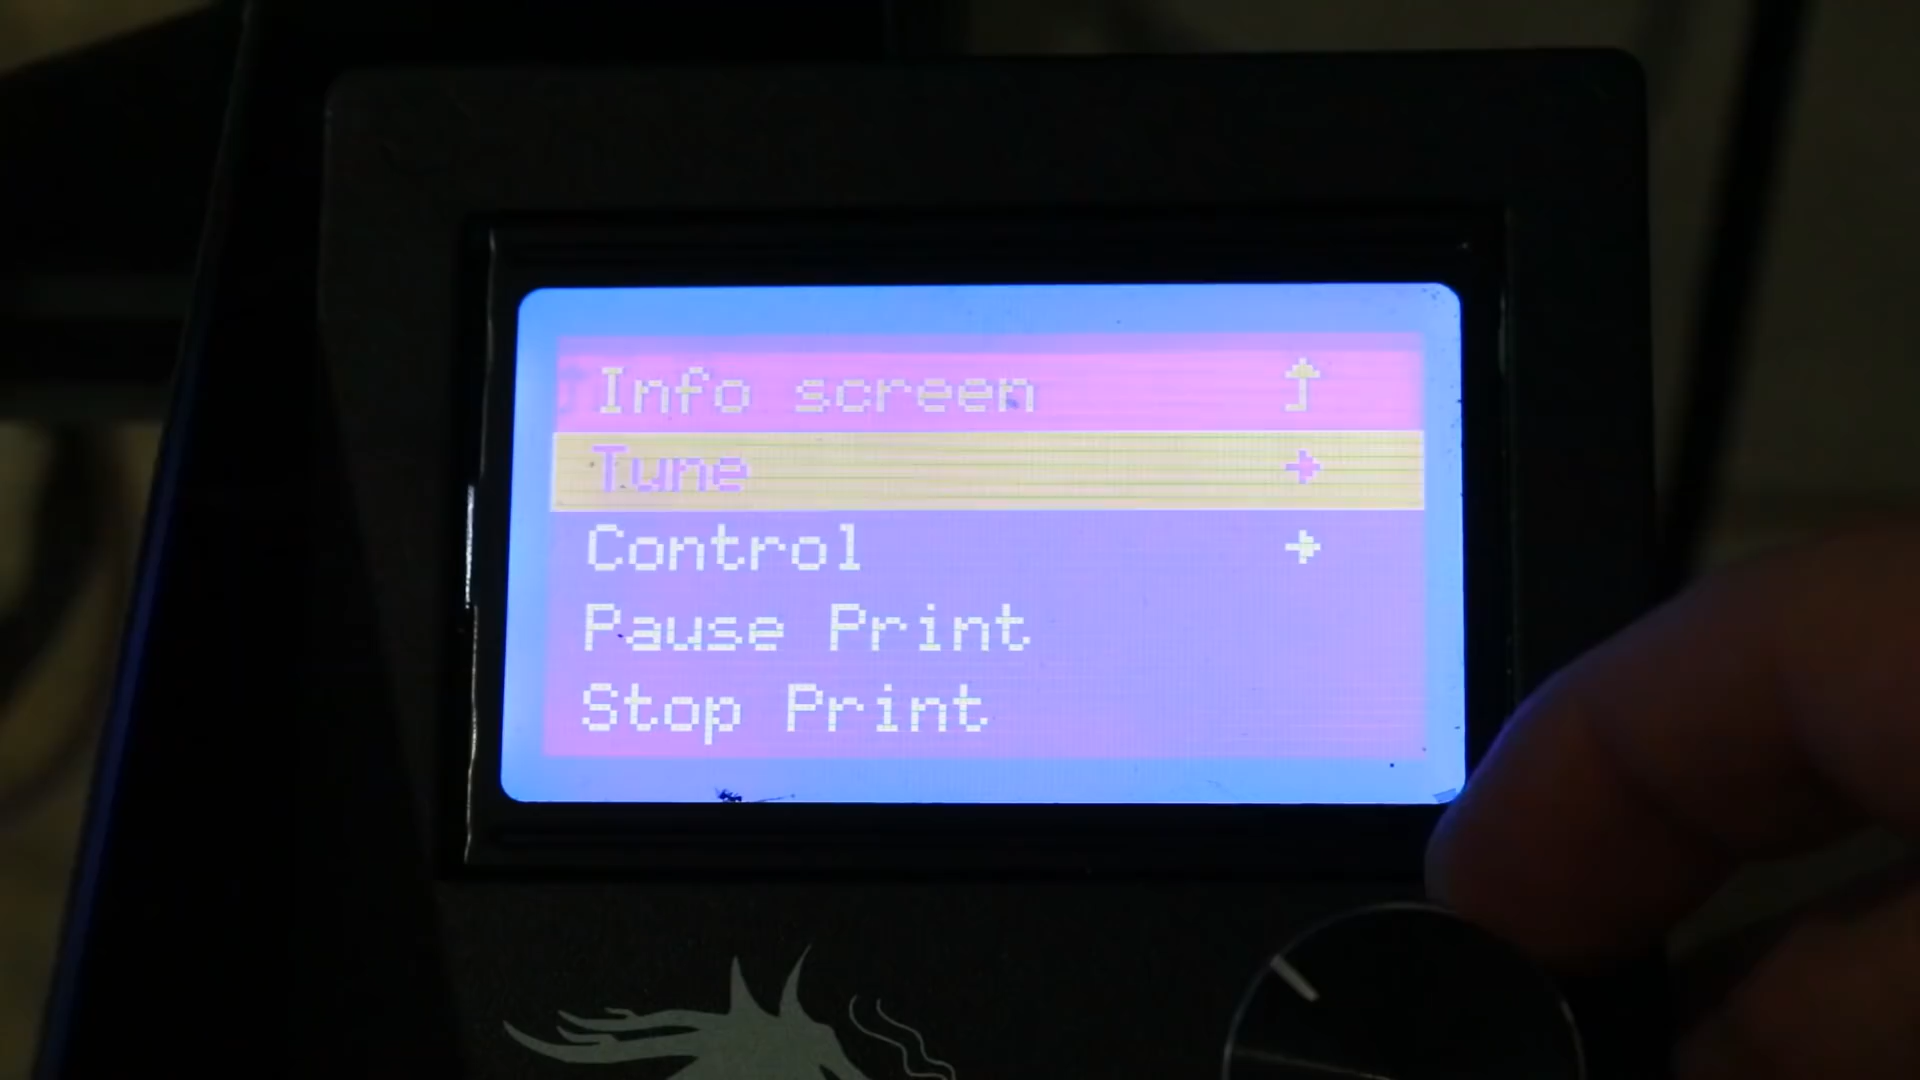 Info screen
Tune
Control
Pause Print
Stop Print